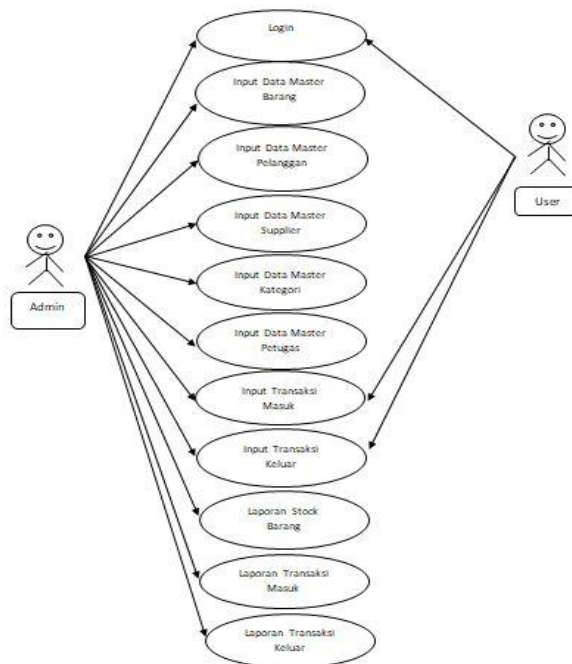 Login
Input Data Master
Barang
Input Data Master
Pelanggan
Input Data Master
Supplier
Input Data Master
Kategori
Input Data Master
Petugas
Input Transaksi
Masuk
Input Transaksi
Keluar
Laporan Stock
Barang
Laporan Transaksi
Masuk
Laporan Transaksi
Keluar
Admin
User